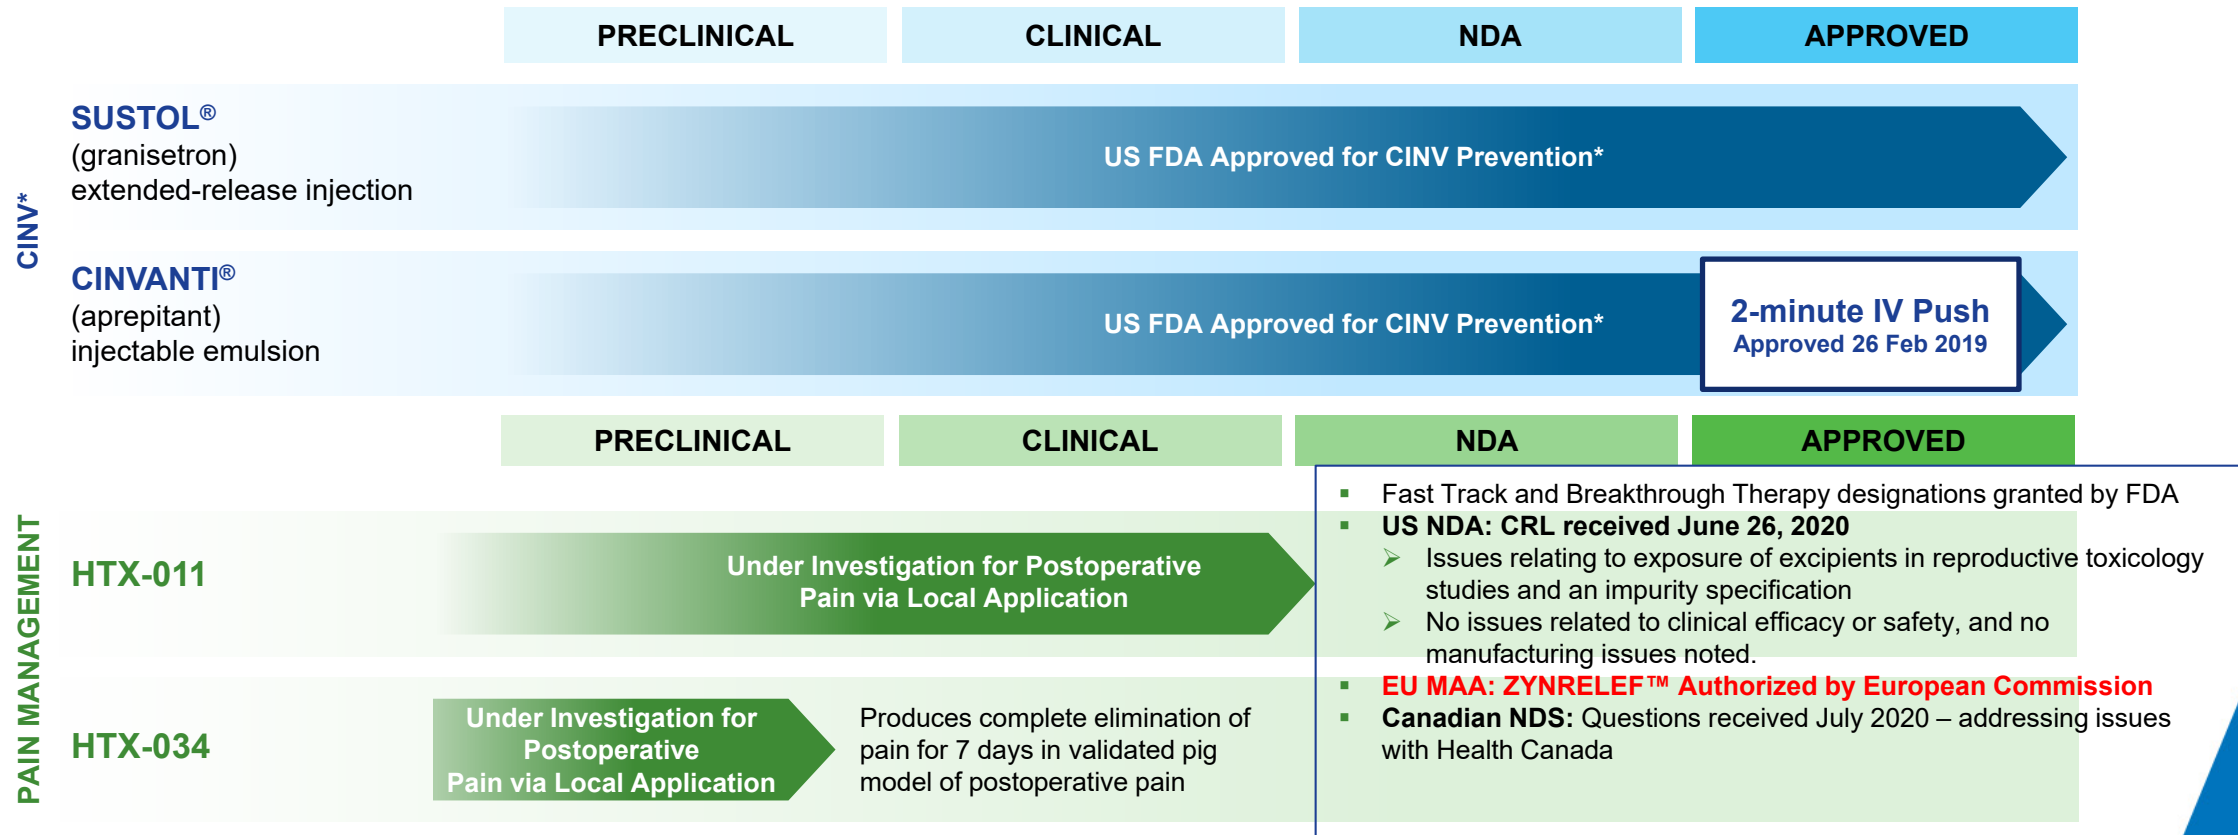 PRECLINICAL
CLINICAL
NDA
APPROVED
CINV*
SUSTOL®
(granisetron)
extended-release injection
US FDA Approved for CINV Prevention*
CINVANTI®
(aprepitant)
injectable emulsion
US FDA Approved for CINV Prevention*
2-minute IV Push
Approved 26 Feb 2019
PRECLINICAL
CLINICAL
NDA
APPROVED
PAIN MANAGEMENT
HTX-011
Under Investigation for Postoperative
Pain via Local Application
▪ Fast Track and Breakthrough Therapy designations granted by FDA
▪ US NDA: CRL received June 26, 2020
➢ Issues relating to exposure of excipients in reproductive toxicology
studies and an impurity specification
➢ No issues related to clinical efficacy or safety, and no
manufacturing issues noted.
▪ EU MAA: ZYNRELEF™ Authorized by European Commission
▪ Canadian NDS: Questions received July 2020 – addressing issues
with Health Canada
HTX-034
Under Investigation for
Postoperative
Pain via Local Application
Produces complete elimination of
pain for 7 days in validated pig
model of postoperative pain